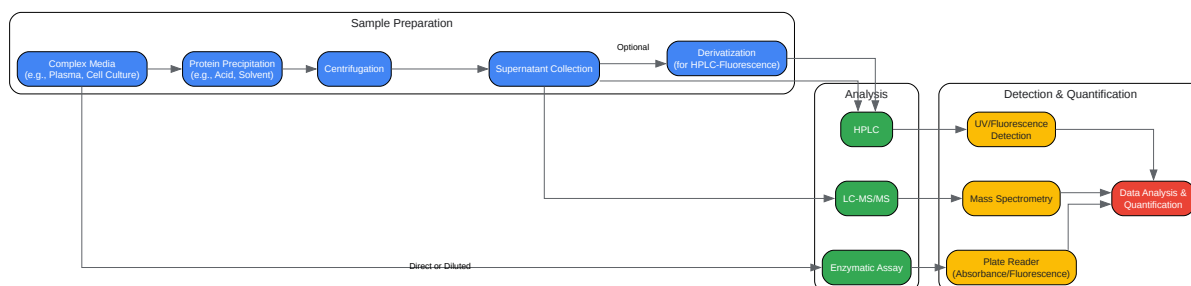 Sample Preparation
Complex Media
(e.g., Plasma, Cell Culture)
Protein Precipitation
(e.g., Acid, Solvent)
Centrifugation
Supernatant Collection
Optional
Derivatization
(for HPLC-Fluorescence)
Analysis
HPLC
LC-MS/MS
Direct or Diluted
Enzymatic Assay
Detection & Quantification
UV/Fluorescence
Detection
Mass Spectrometry
Plate Reader
(Absorbance/Fluorescence)
Data Analysis &
Quantification